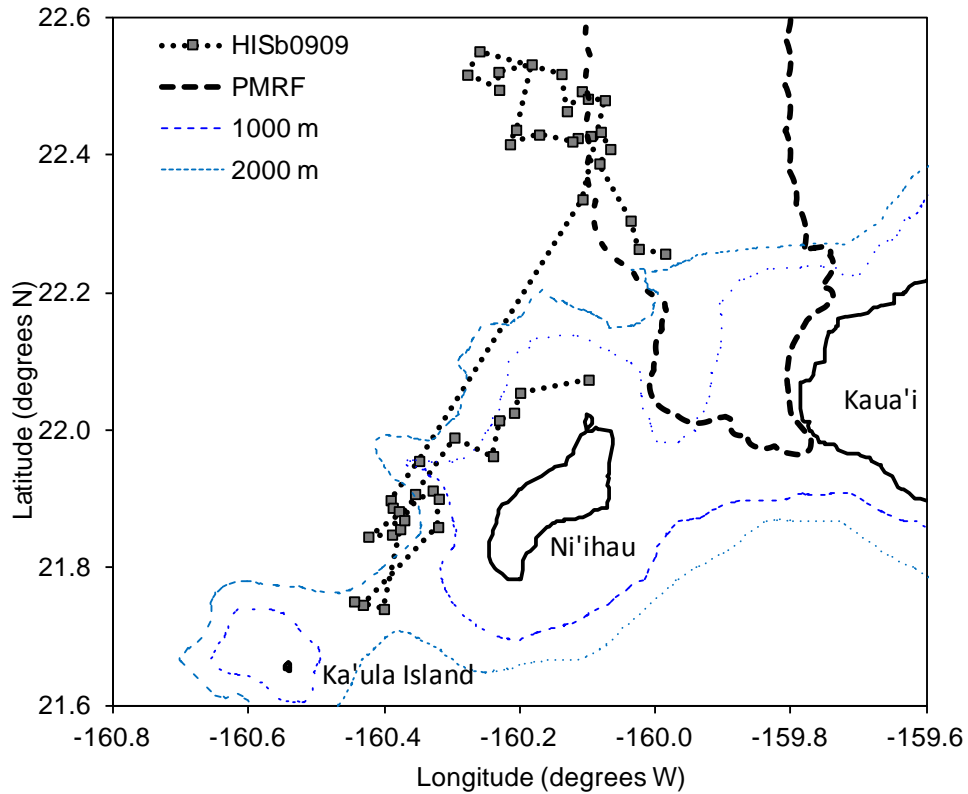 22.6
HISb0909
PMRF
1000 m
2000 m
22.4
22.2
22.0
21.8
21.6
Latitude (degrees N)
Kaua'i
Ni'ihau
Ka'ula Island
-160.8 -160.6 -160.4 -160.2 -160.0 -159.8 -159.6
Longitude (degrees W)